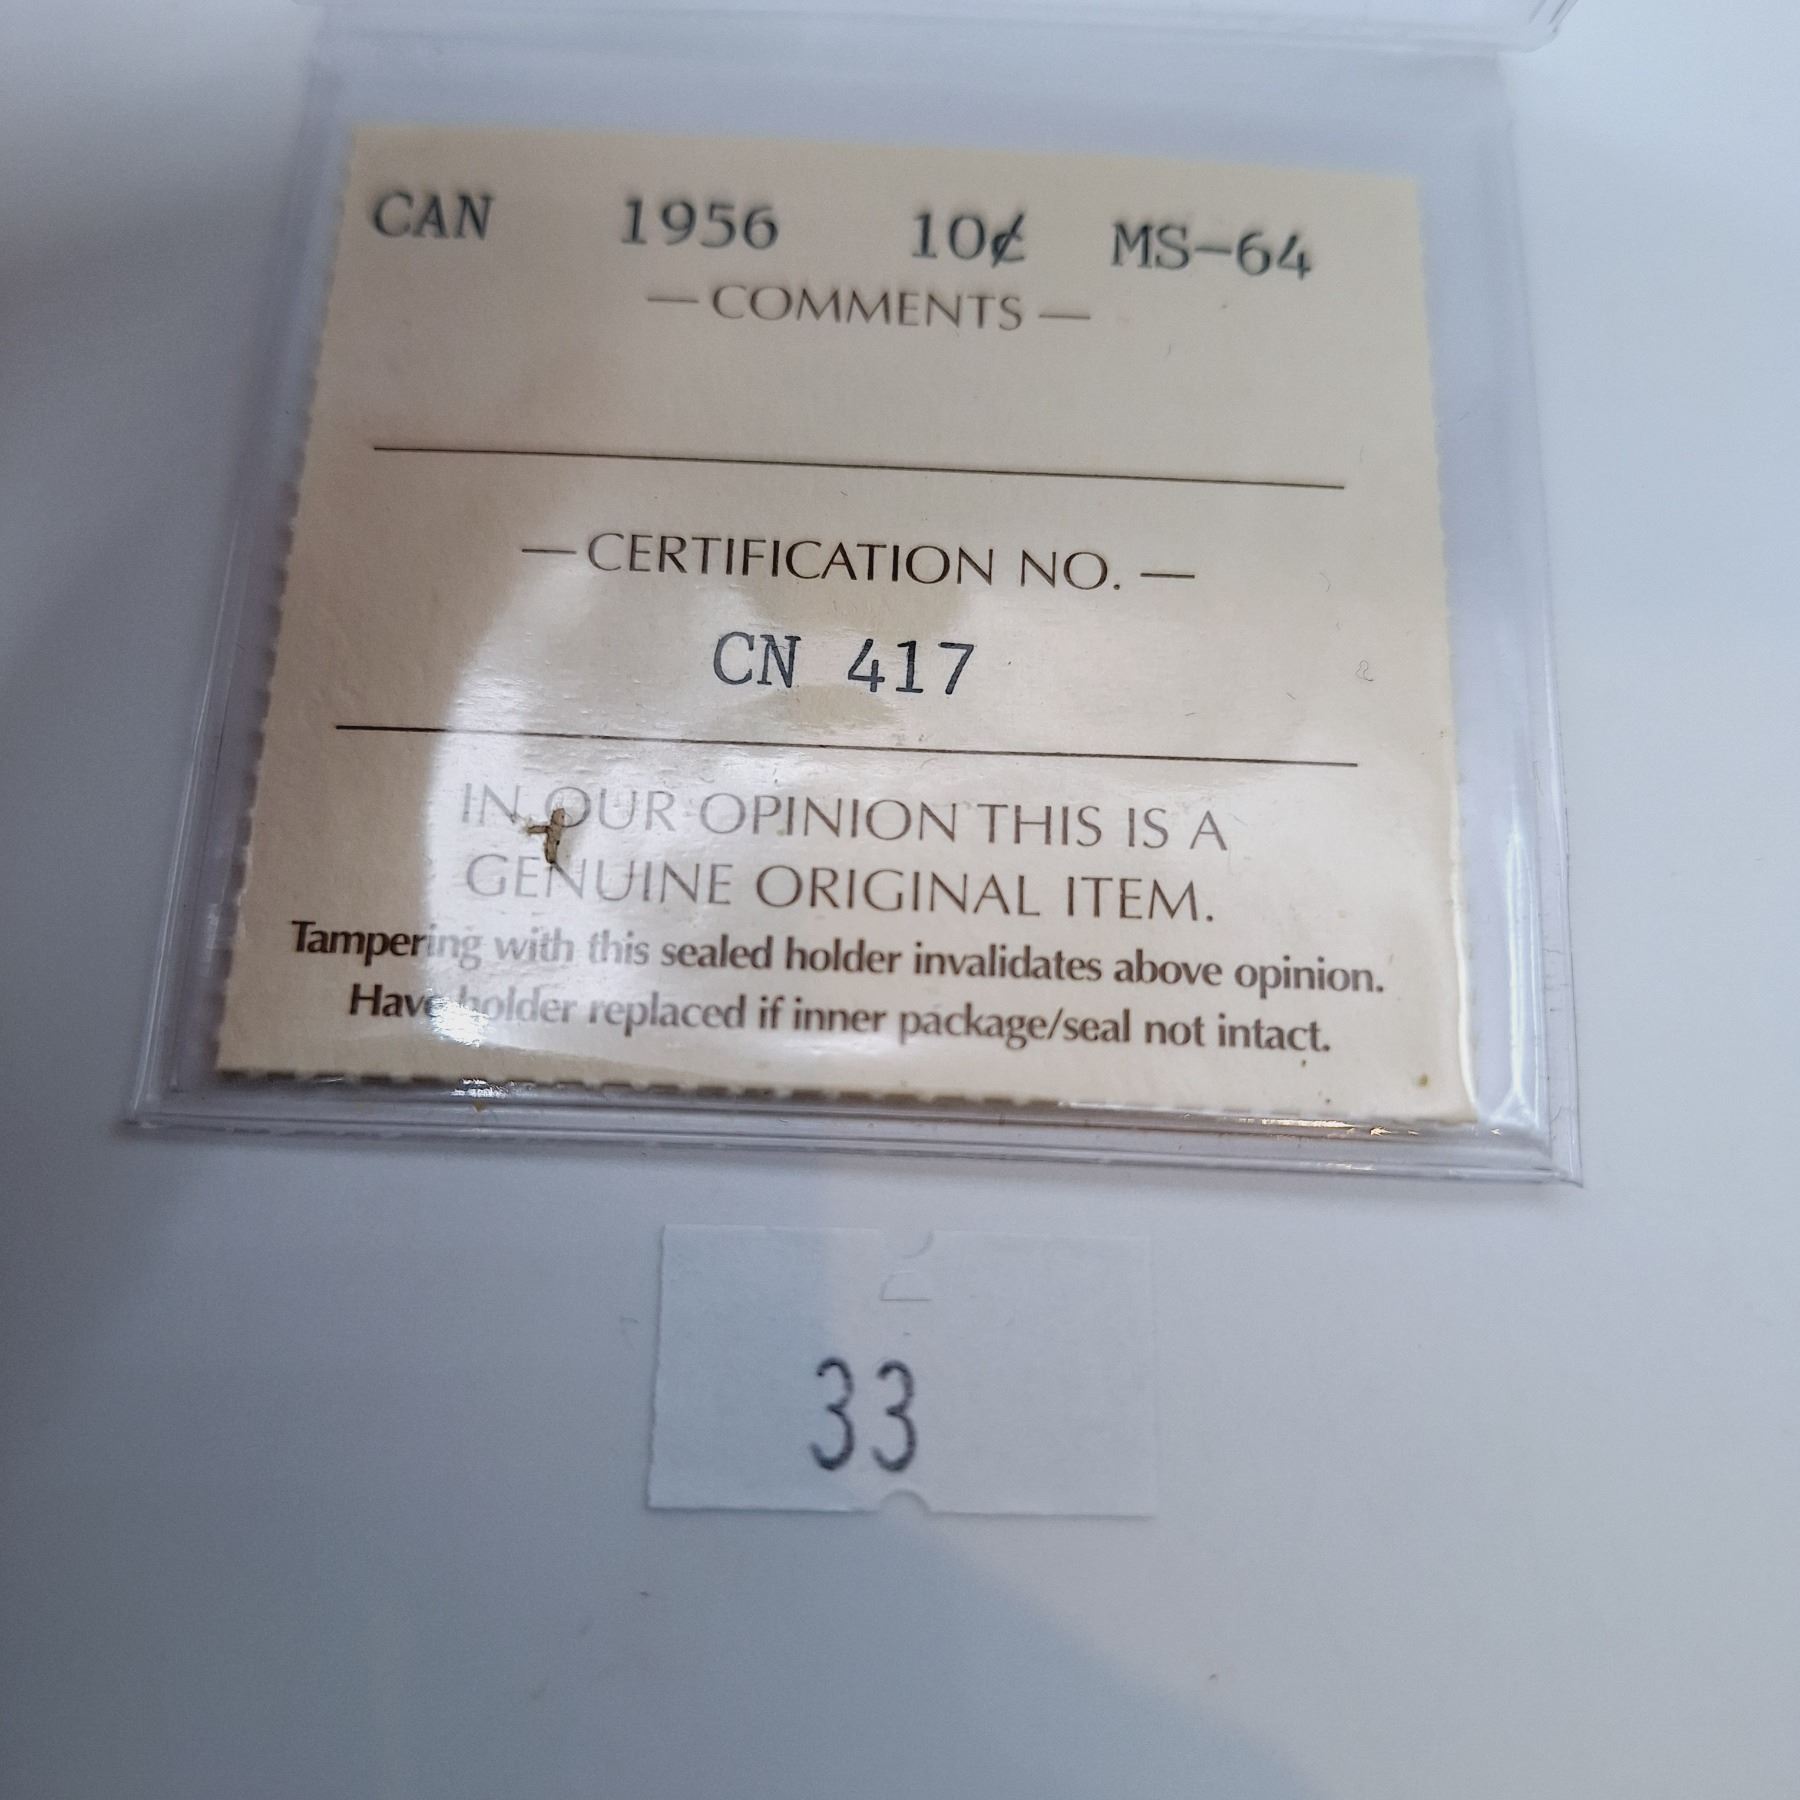 CAN 1956 10¢ MS-64
— COMMENTS —
— CERTIFICATION NO. —
CN 417
IN OUR OPINION THIS IS A
GENUINE ORIGINAL ITEM.
Tampering with this sealed holder invalidates above opinion.
Have holder replaced if inner package/seal not intact.
33